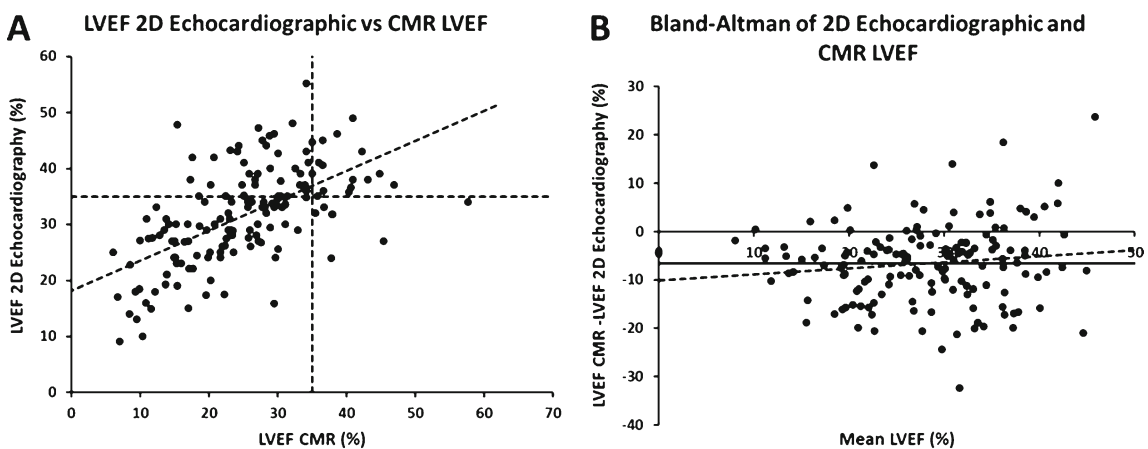 A
LVEF 2D Echocardiographic vs CMR LVEF
LVEF 2D Echocardiography (%)
60
50
40
30
20
10
0
0 10 20 30 40 50 60 70
LVEF CMR (%)
B
Bland-Altman of 2D Echocardiographic and
CMR LVEF
LVEF CMR -LVEF 2D Echocardiography (%)
30
20
10
0
-10
-20
-30
-40
0 10 20 30 40 50
Mean LVEF (%)